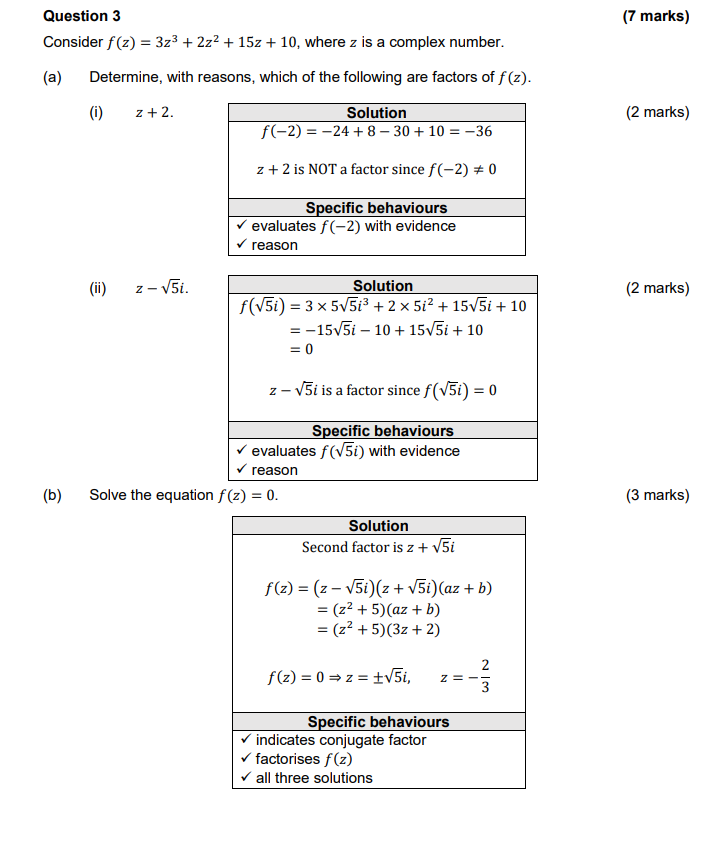 Question 3 (7 marks)
Consider f(z) = 3z³ + 2z² + 15z + 10, where z is a complex number.
(a) Determine, with reasons, which of the following are factors of f(z).
(i) z + 2. (2 marks)
Solution
f(−2) = −24 + 8 − 30 + 10 = −36
z + 2 is NOT a factor since f(−2) ≠ 0
Specific behaviours
✓ evaluates f(−2) with evidence
✓ reason
(ii) z − √5i. (2 marks)
Solution
f(√5i) = 3 × 5√5i³ + 2 × 5i² + 15√5i + 10
= −15√5i − 10 + 15√5i + 10
= 0
z − √5i is a factor since f(√5i) = 0
Specific behaviours
✓ evaluates f(√5i) with evidence
✓ reason
(b) Solve the equation f(z) = 0. (3 marks)
Solution
Second factor is z + √5i
f(z) = (z − √5i)(z + √5i)(az + b)
= (z² + 5)(az + b)
= (z² + 5)(3z + 2)
f(z) = 0 ⇒ z = ±√5i, z = −2/3
Specific behaviours
✓ indicates conjugate factor
✓ factorises f(z)
✓ all three solutions